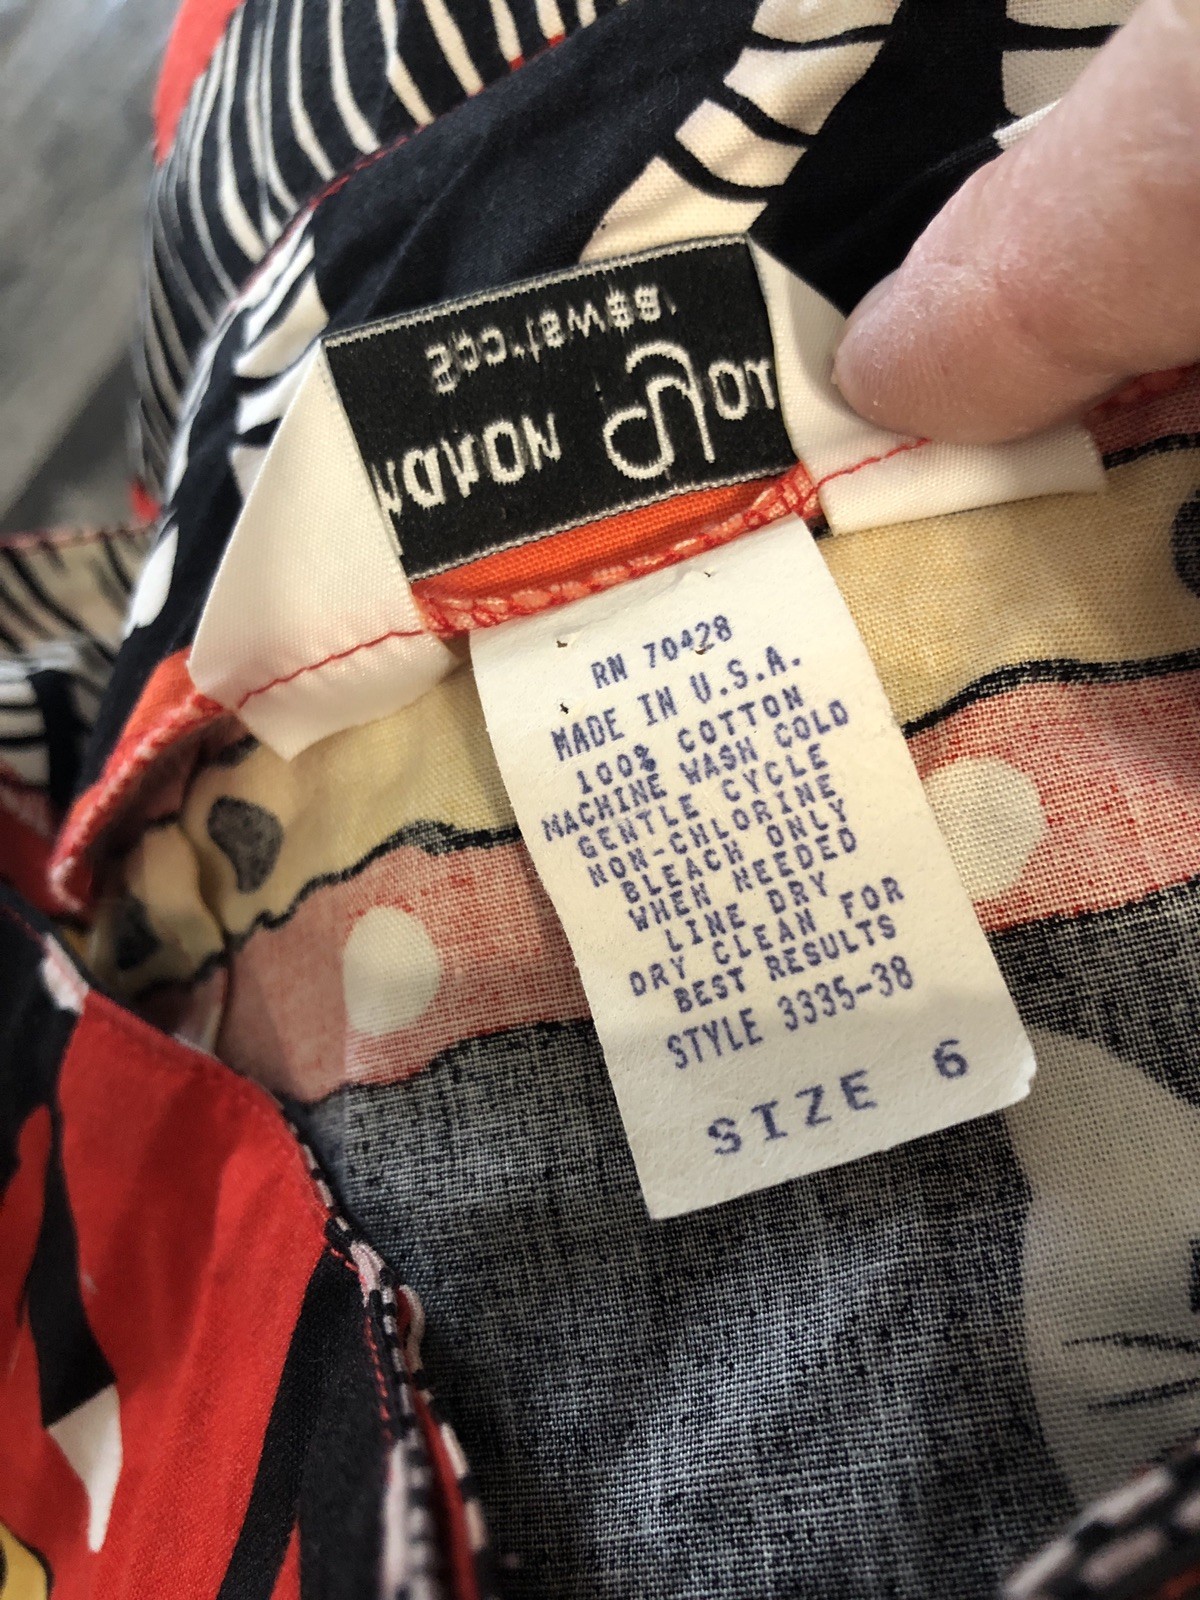 RN 70428
MADE IN U.S.A.
100% COTTON
MACHINE WASH COLD
GENTLE CYCLE
NON-CHLORINE
BLEACH ONLY
WHEN NEEDED
LINE DRY
DRY CLEAN FOR
BEST RESULTS
STYLE 3335-38
SIZE 6